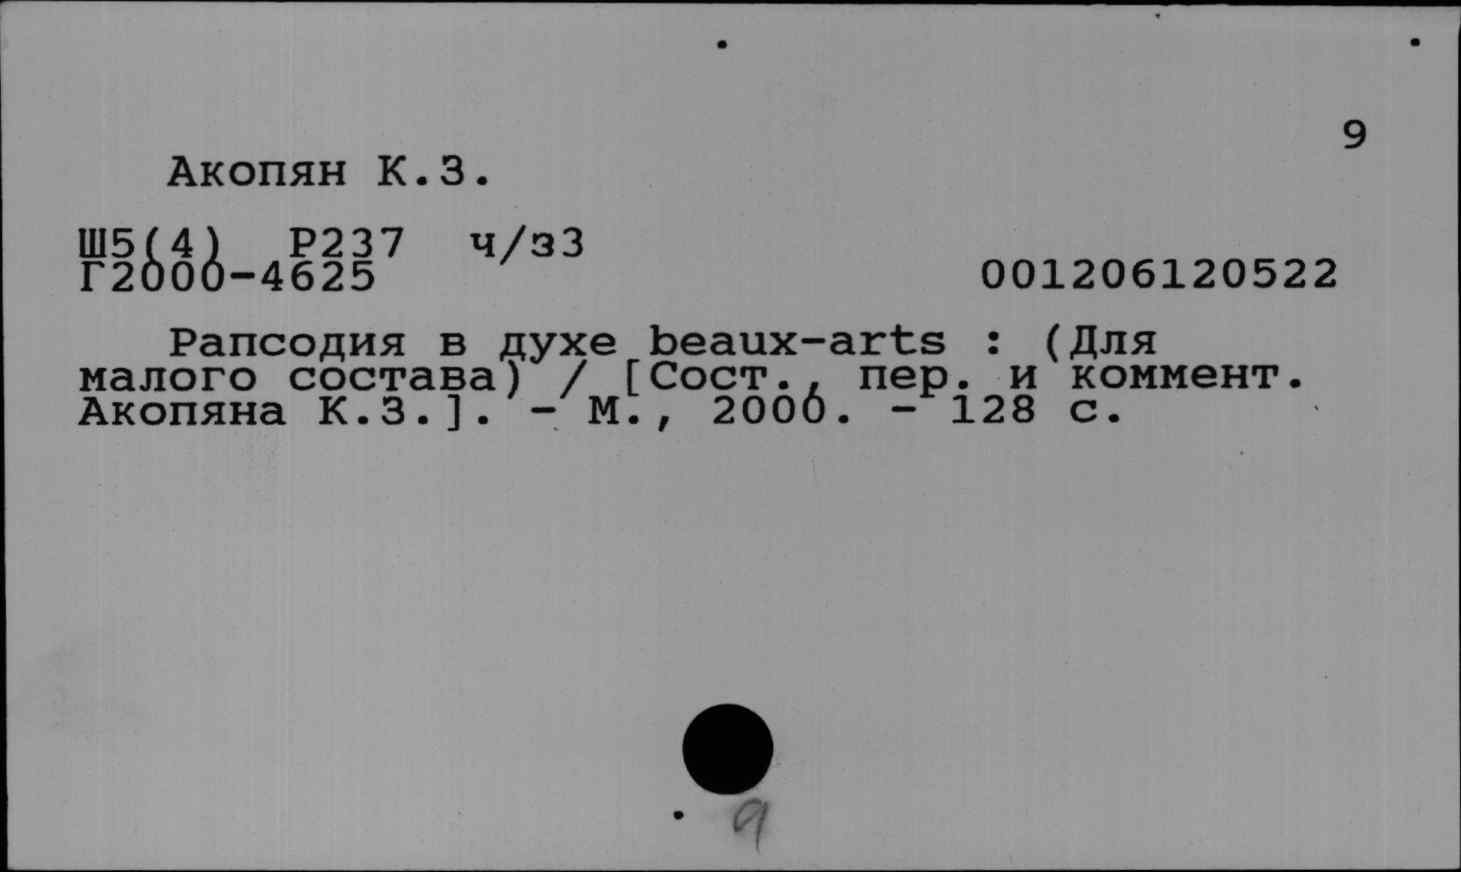 9
Акопян К.З.
Ш5(4) Р237 ч/з3
Г2000-4625 001206120522
Рапсодия в духе beaux-arts : (Для
малого состава) / [Сост., пер. и коммент.
Акопяна К.З.]. - М., 2000. - 128 с.
9